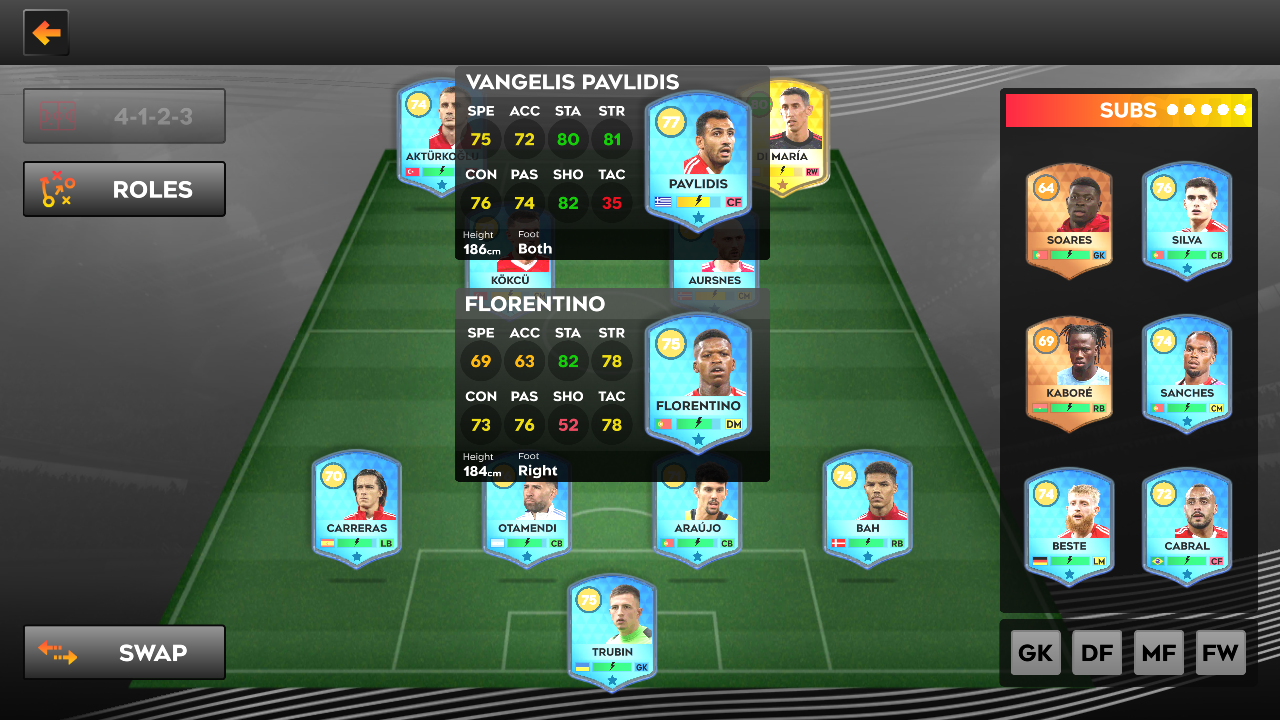 4-1-2-3
ROLES
SWAP
74
AKTÜRKOĞLU
VANGELIS PAVLIDIS
SPE ACC STA STR
75 72 80 81
CON PAS SHO TAC
76 74 82 35
Height Foot
186cm Both
77
PAVLIDIS
CF
80
DI MARÍA
RW
KÖKCÜ
AURSNES
CM
FLORENTINO
SPE ACC STA STR
69 63 82 78
CON PAS SHO TAC
73 76 52 78
Height Foot
184cm Right
75
FLORENTINO
DM
70
CARRERAS
LB
OTAMENDI
CB
ARAÚJO
CB
74
BAH
RB
75
TRUBIN
GK
SUBS
64
SOARES
GK
76
SILVA
CB
69
KABORÉ
RB
74
SANCHES
CM
74
BESTE
LM
72
CABRAL
CF
GK DF MF FW